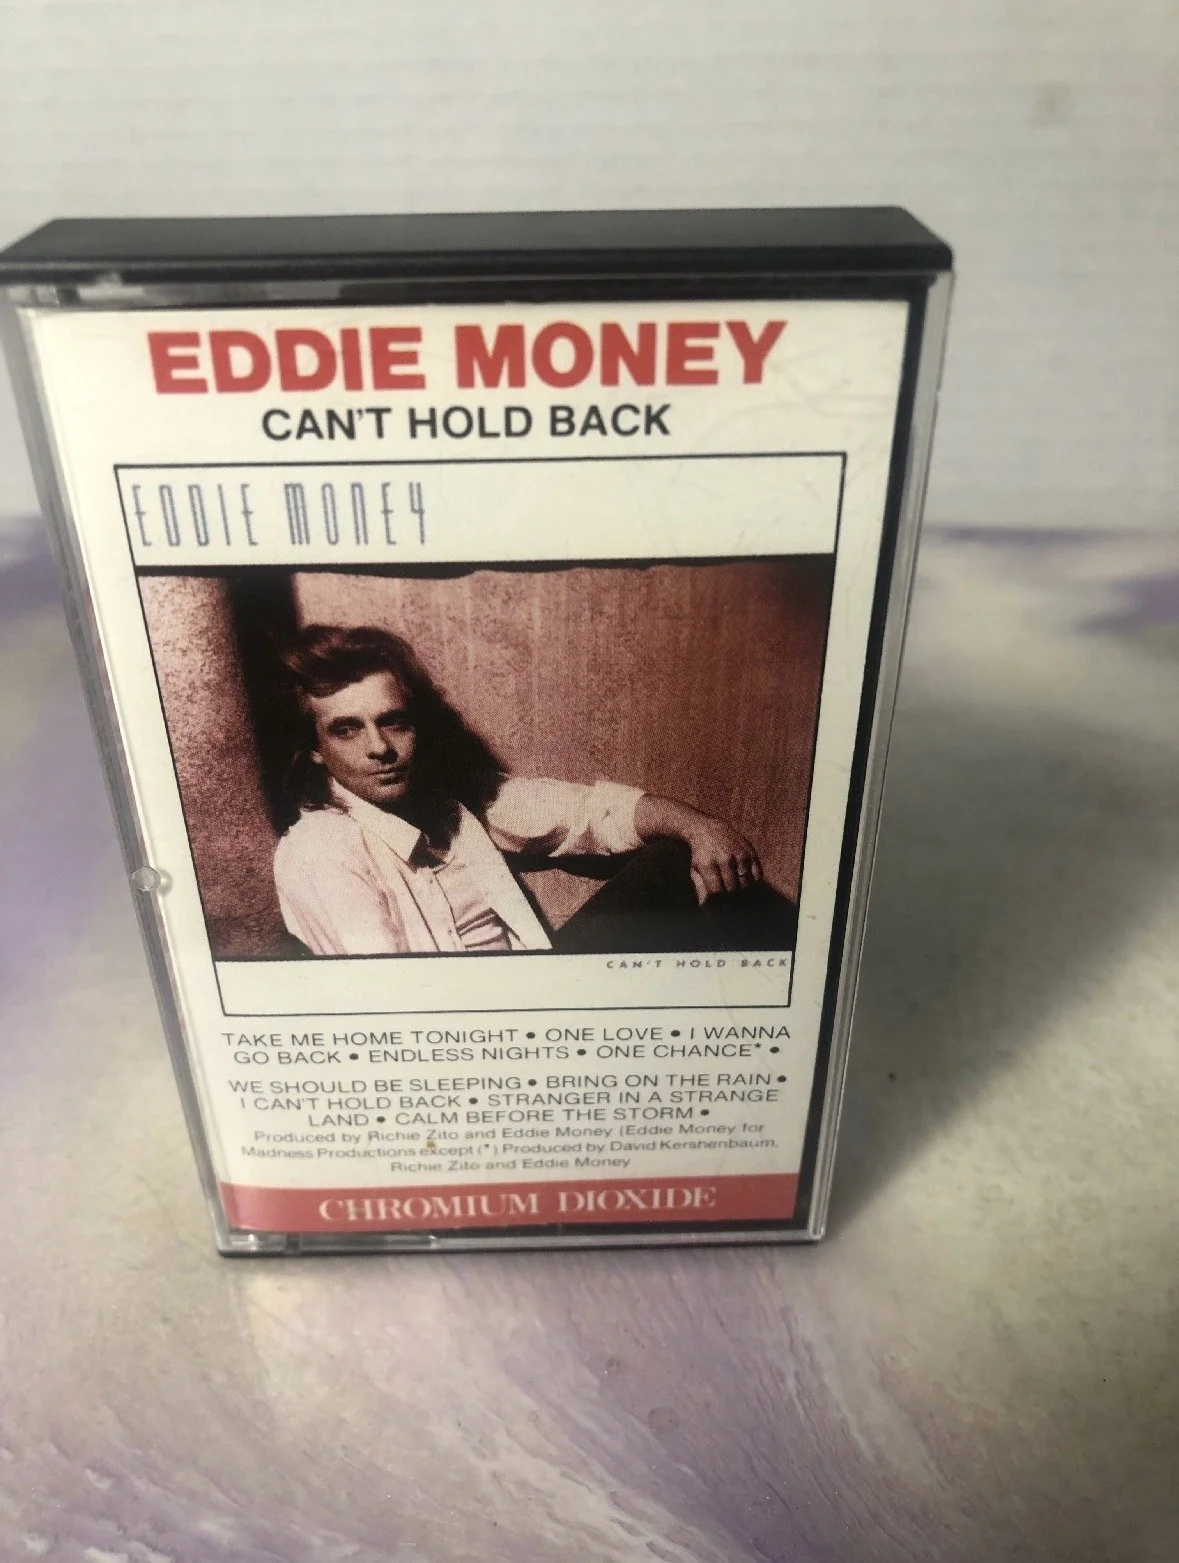 EDDIE MONEY
CAN'T HOLD BACK
EDDIE MONEY
CAN'T HOLD BACK
TAKE ME HOME TONIGHT • ONE LOVE • I WANNA
GO BACK • ENDLESS NIGHTS • ONE CHANCE* •
WE SHOULD BE SLEEPING • BRING ON THE RAIN •
I CAN'T HOLD BACK • STRANGER IN A STRANGE
LAND • CALM BEFORE THE STORM •
Produced by Richie Zito and Eddie Money (Eddie Money for
Madness Productions except (*) Produced by David Kershenbaum,
Richie Zito and Eddie Money
CHROMIUM DIOXIDE